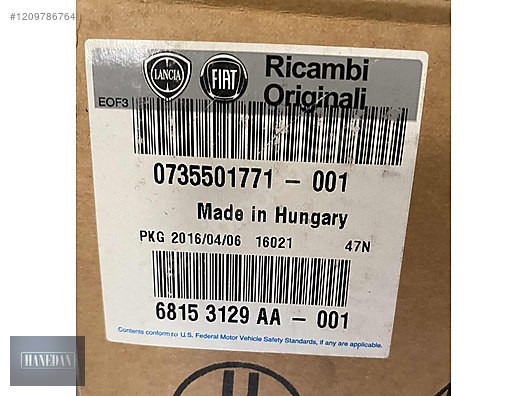 #1209786764
LANCIA
FIAT
Ricambi
Originali
EOF3
0735501771 - 001
Made in Hungary
PKG 2016/04/06 16021 47N
6815 3129 AA - 001
Contents conform to U.S. Federal Motor Vehicle Safety Standards, if any are applicable.
HANEDAN